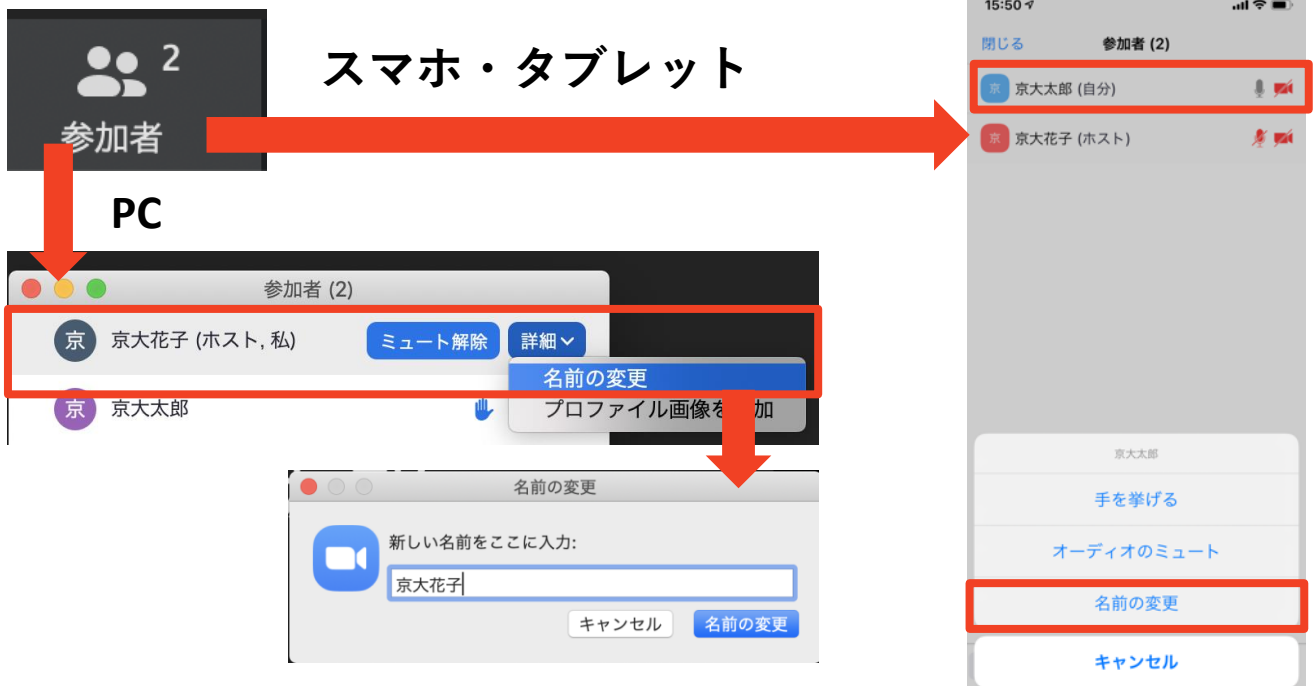 2
参加者
スマホ・タブレット
PC
参加者 (2)
京
京大花子 (ホスト, 私)
ミュート解除
詳細
名前の変更
京
京大太郎
プロファイル画像を
加
名前の変更
新しい名前をここに入力:
京大花子
キャンセル
名前の変更
15:50
閉じる
参加者 (2)
京
京大太郎 (自分)
京
京大花子 (ホスト)
京大太郎
手を挙げる
オーディオのミュート
名前の変更
キャンセル